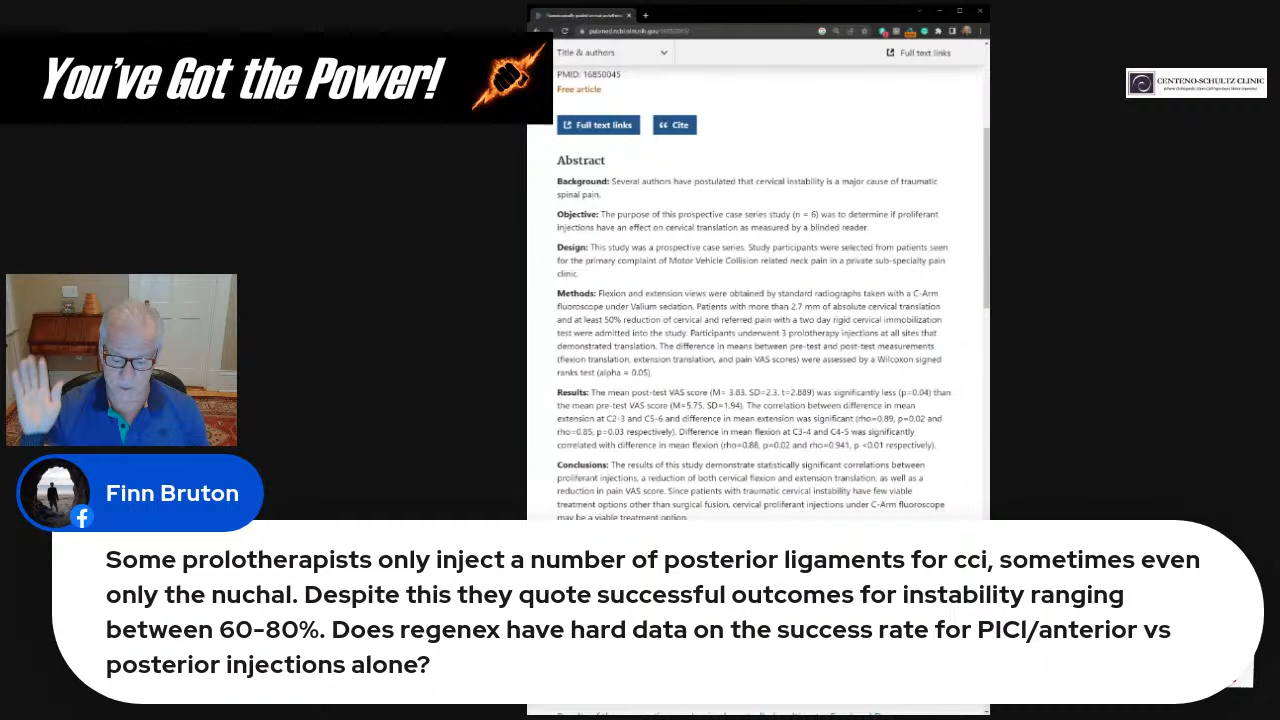 You've Got the Power!
pubmed.ncbi.nlm.nih.gov/16850045/
CENTENO-SCHULTZ CLINIC
Title & authors
Full text links
PMID: 16850045
Free article
Full text links
Cite
Abstract
Background: Several authors have postulated that cervical instability is a major cause of traumatic
spinal pain.
Objective: The purpose of this prospective case series study (n = 6) was to determine if proliferant
injections have an effect on cervical translation as measured by a blinded reader.
Design: This study was a prospective case series. Study participants were selected from patients seen
for the primary complaint of Motor Vehicle Collision related neck pain in a private sub-specialty pain
clinic.
Methods: Flexion and extension views were obtained by standard radiographs taken with a C-Arm
fluoroscope under Valium sedation. Patients with more than 2.7 mm of absolute cervical translation
and at least 50% reduction of cervical and referred pain with a two day rigid cervical immobilization
test were admitted into the study. Participants underwent 3 prolotherapy injections at all sites that
demonstrated translation. The difference in means between pre-test and post-test measurements
(flexion translation, extension translation, and pain VAS scores) were assessed by a Wilcoxon signed
ranks test (alpha = 0.05).
Results: The mean post-test VAS score (M= 3.83, SD=2.3, t=2.889) was significantly less (p=0.04) than
the mean pre-test VAS score (M=5.75, SD=1.94). The correlation between difference in mean
extension at C2-3 and C5-6 and difference in mean extension was significant (rho=0.89, p=0.02 and
rho=0.85, p=0.03 respectively). Difference in mean flexion at C3-4 and C4-5 was significantly
correlated with difference in mean flexion (rho=0.88, p=0.02 and rho=0.941, p <0.01 respectively).
Conclusions: The results of this study demonstrate statistically significant correlations between
proliferant injections, a reduction of both cervical flexion and extension translation, as well as a
reduction in pain VAS score. Since patients with traumatic cervical instability have few viable
treatment options other than surgical fusion, cervical proliferant injections under C-Arm fluoroscope
may be a viable treatment option.
Finn Bruton
Some prolotherapists only inject a number of posterior ligaments for cci, sometimes even
only the nuchal. Despite this they quote successful outcomes for instability ranging
between 60-80%. Does regenex have hard data on the success rate for PICl/anterior vs
posterior injections alone?